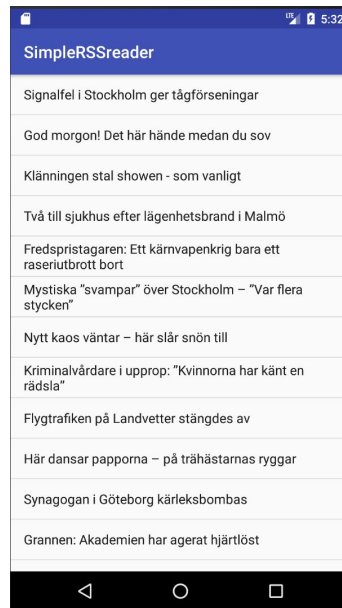 LTE 5:32
SimpleRSSreader
Signalfel i Stockholm ger tågförseningar
God morgon! Det här hände medan du sov
Klänningen stal showen - som vanligt
Två till sjukhus efter lägenhetsbrand i Malmö
Fredspristagaren: Ett kärnvapenkrig bara ett
raseriutbrott bort
Mystiska ”svampar” över Stockholm – ”Var flera
stycken”
Nytt kaos väntar – här slår snön till
Kriminalvårdare i upprop: ”Kvinnorna har känt en
rädsla”
Flygtrafiken på Landvetter stängdes av
Här dansar papporna – på trähästarnas ryggar
Synagogan i Göteborg kärleksbombas
Grannen: Akademien har agerat hjärtlöst